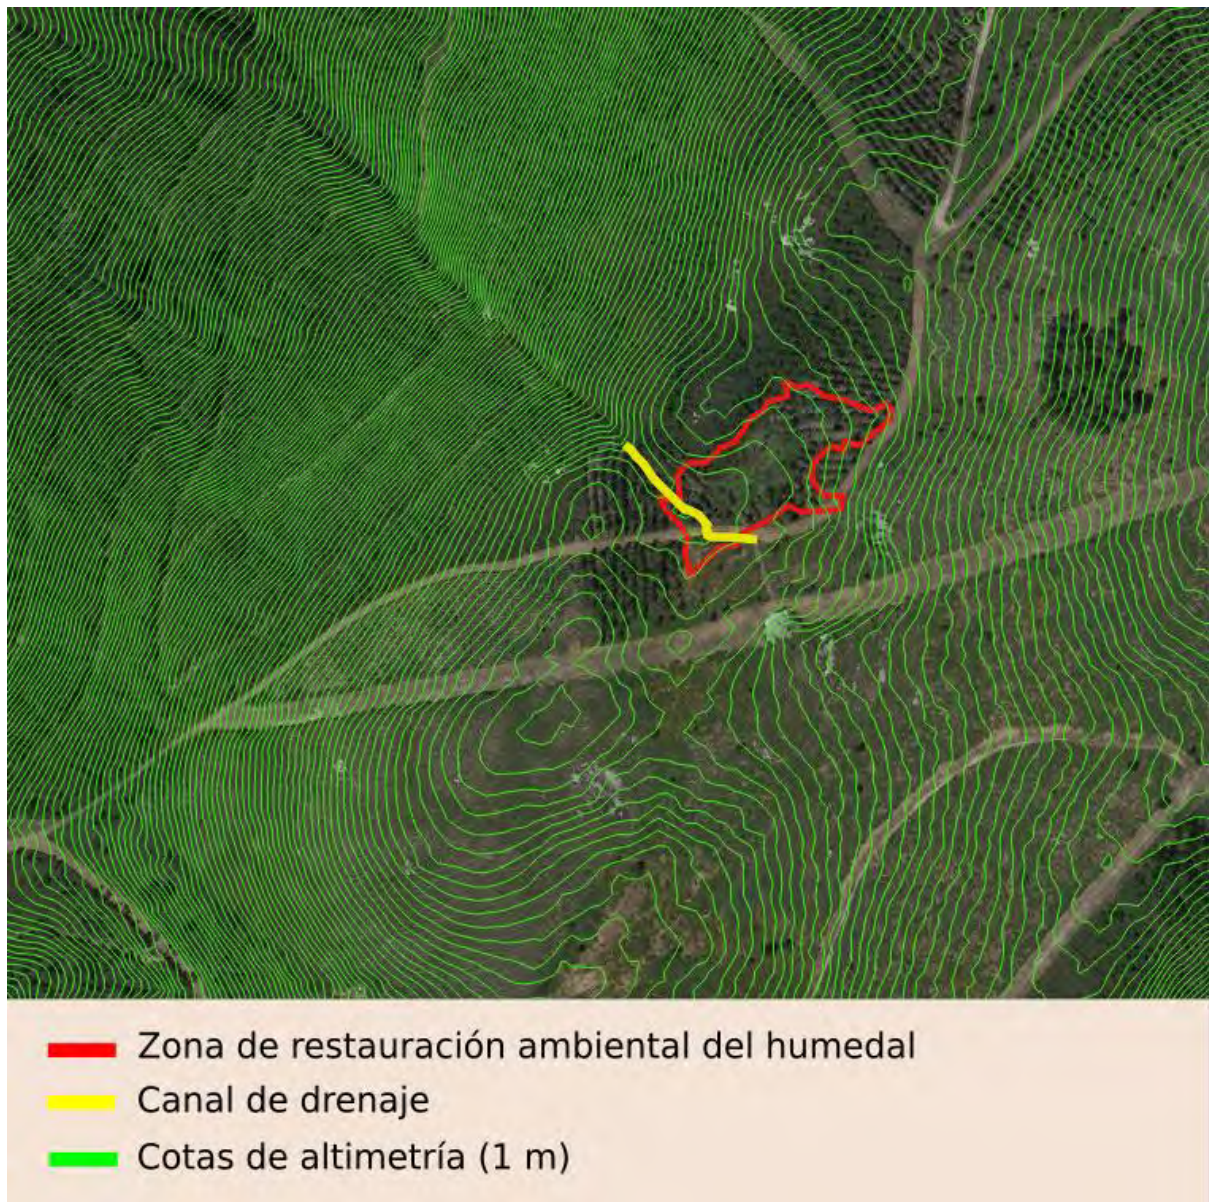 Zona de restauración ambiental del humedal
Canal de drenaje
Cotas de altimetría (1 m)